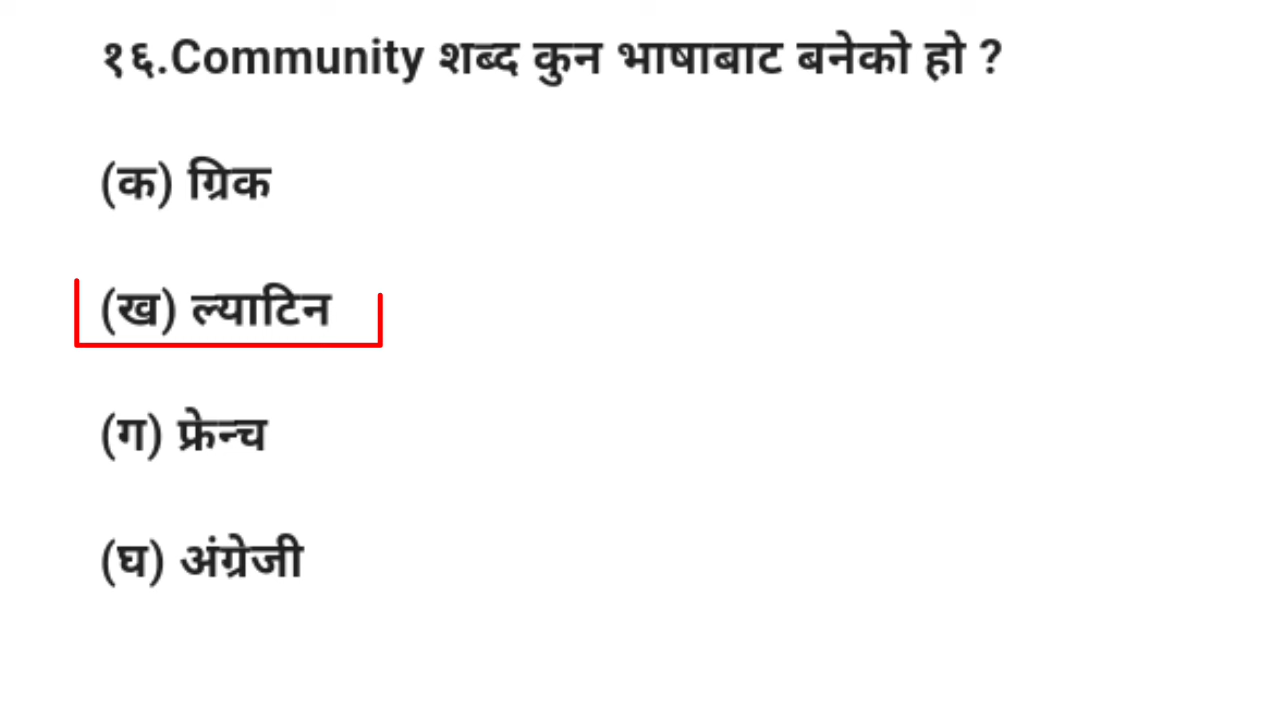 १६.Community शब्द कुन भाषाबाट बनेको हो ?
(क) ग्रिक
(ख) ल्याटिन
(ग) फ्रेन्च
(घ) अंग्रेजी